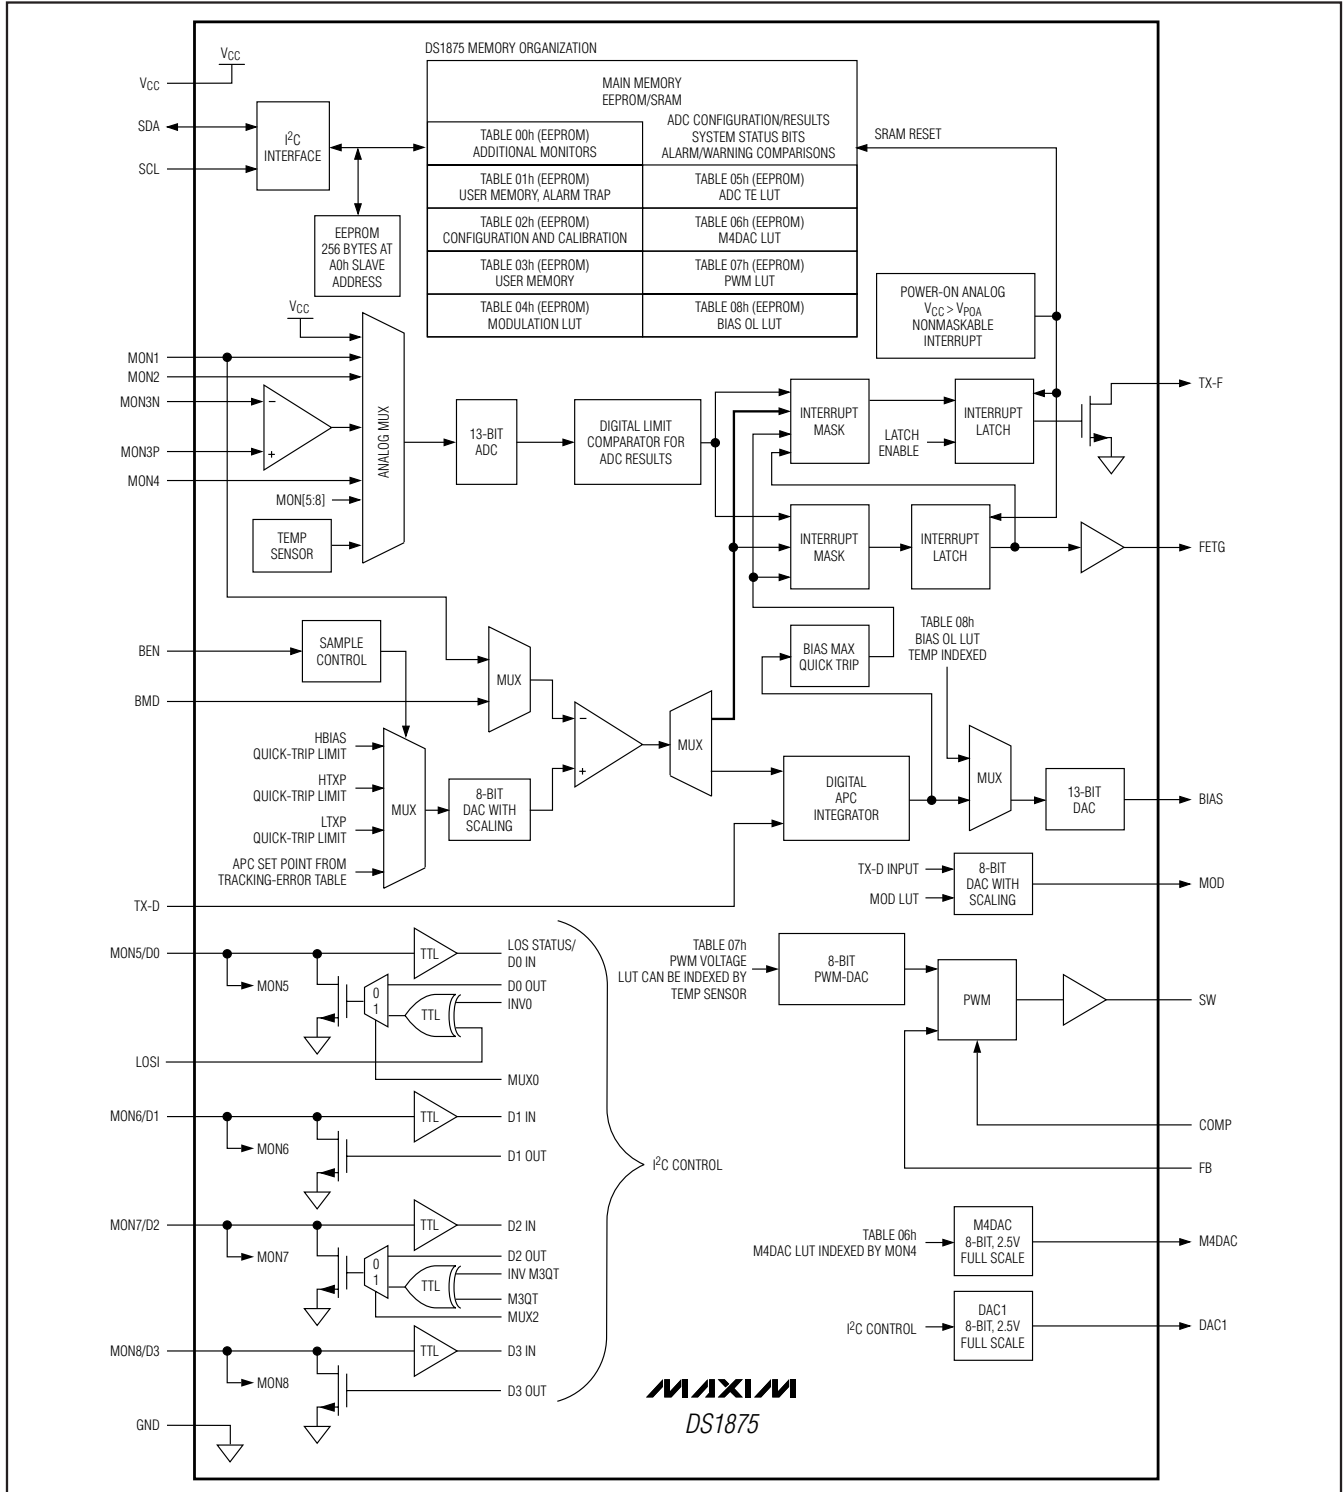 VCC
VCC
SDA
SCL
I2C
INTERFACE
EEPROM
256 BYTES AT
A0h SLAVE
ADDRESS
DS1875 MEMORY ORGANIZATION
MAIN MEMORY
EEPROM/SRAM
ADC CONFIGURATION/RESULTS
SYSTEM STATUS BITS
ALARM/WARNING COMPARISONS
TABLE 00h (EEPROM)
ADDITIONAL MONITORS
TABLE 01h (EEPROM)
USER MEMORY, ALARM TRAP
TABLE 05h (EEPROM)
ADC TE LUT
TABLE 02h (EEPROM)
CONFIGURATION AND CALIBRATION
TABLE 06h (EEPROM)
M4DAC LUT
TABLE 03h (EEPROM)
USER MEMORY
TABLE 07h (EEPROM)
PWM LUT
TABLE 04h (EEPROM)
MODULATION LUT
TABLE 08h (EEPROM)
BIAS OL LUT
SRAM RESET
POWER-ON ANALOG
VCC > VPOA
NONMASKABLE
INTERRUPT
VCC
MON1
MON2
MON3N
MON3P
MON4
MON[5:8]
−
+
TEMP
SENSOR
ANALOG MUX
13-BIT
ADC
DIGITAL LIMIT
COMPARATOR FOR
ADC RESULTS
INTERRUPT
MASK
LATCH
ENABLE
INTERRUPT
LATCH
TX-F
INTERRUPT
MASK
INTERRUPT
LATCH
FETG
BEN
SAMPLE
CONTROL
BMD
MUX
HBIAS
QUICK-TRIP LIMIT
HTXP
QUICK-TRIP LIMIT
LTXP
QUICK-TRIP LIMIT
APC SET POINT FROM
TRACKING-ERROR TABLE
MUX
8-BIT
DAC WITH
SCALING
−
+
MUX
BIAS MAX
QUICK TRIP
TABLE 08h
BIAS OL LUT
TEMP INDEXED
DIGITAL
APC
INTEGRATOR
MUX
13-BIT
DAC
BIAS
TX-D INPUT
MOD LUT
8-BIT
DAC WITH
SCALING
MOD
TX-D
MON5/D0
MON5
TTL
LOS STATUS/
D0 IN
D0 OUT
INV0
0
1
TTL
LOSI
MUX0
MON6/D1
MON6
TTL
D1 IN
D1 OUT
MON7/D2
MON7
TTL
D2 IN
D2 OUT
INV M3QT
0
1
TTL
M3QT
MUX2
MON8/D3
MON8
TTL
D3 IN
D3 OUT
GND
I2C CONTROL
TABLE 07h
PWM VOLTAGE
LUT CAN BE INDEXED BY
TEMP SENSOR
8-BIT
PWM-DAC
PWM
SW
COMP
FB
TABLE 06h
M4DAC LUT INDEXED BY MON4
M4DAC
8-BIT, 2.5V
FULL SCALE
M4DAC
I2C CONTROL
DAC1
8-BIT, 2.5V
FULL SCALE
DAC1
MAXIM
DS1875